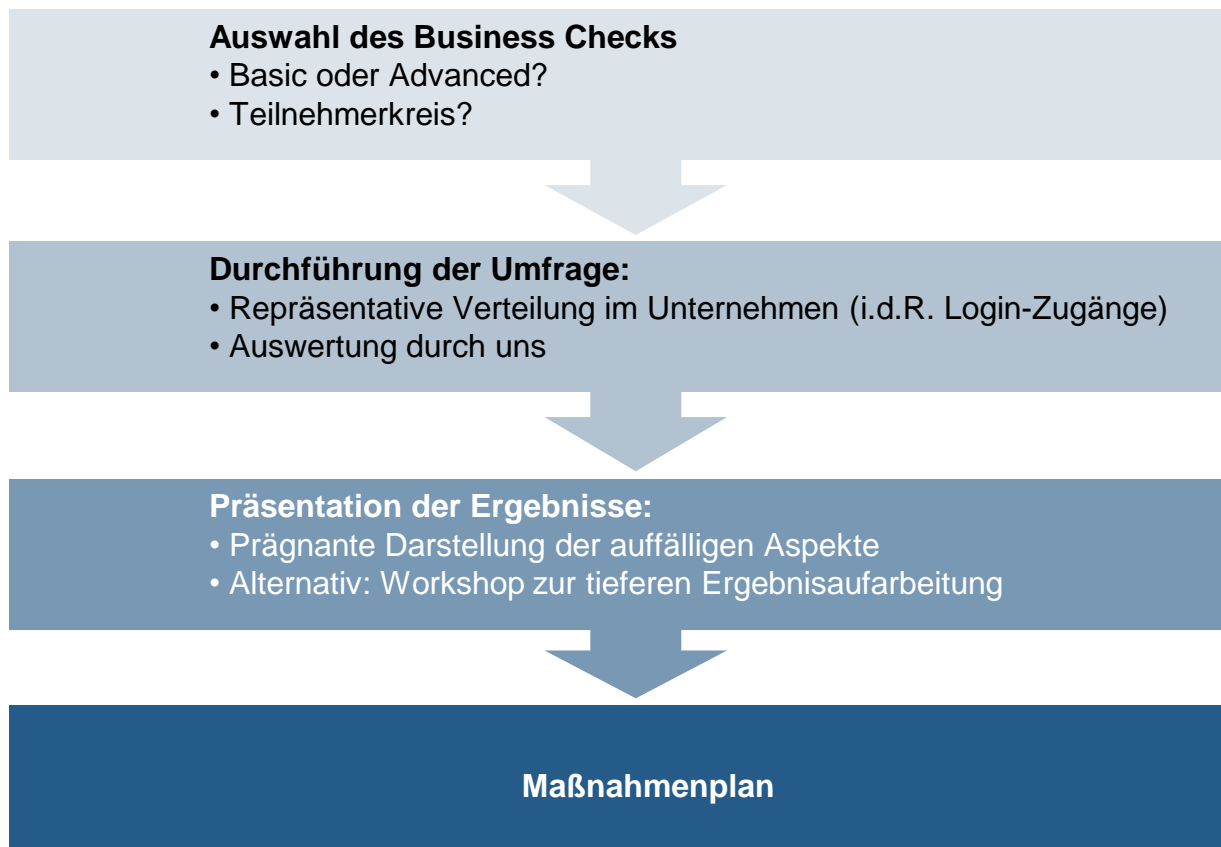 Auswahl des Business Checks
• Basic oder Advanced?
• Teilnehmerkreis?
Durchführung der Umfrage:
• Repräsentative Verteilung im Unternehmen (i.d.R. Login-Zugänge)
• Auswertung durch uns
Präsentation der Ergebnisse:
• Prägnante Darstellung der auffälligen Aspekte
• Alternativ: Workshop zur tieferen Ergebnisaufarbeitung
Maßnahmenplan